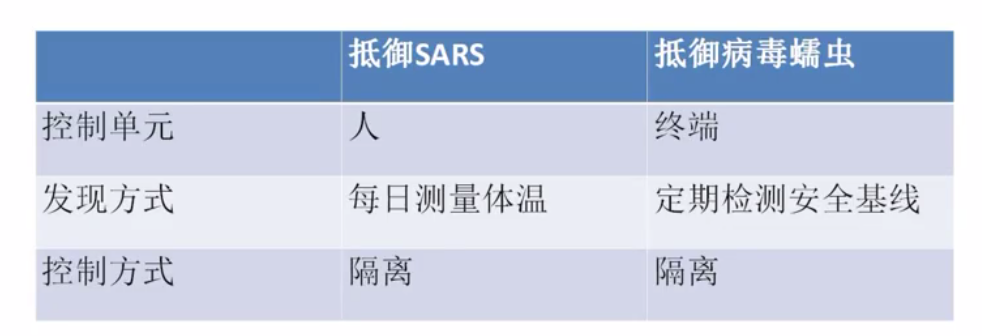 抵御SARS 抵御病毒蠕虫
控制单元 人 终端
发现方式 每日测量体温 定期检测安全基线
控制方式 隔离 隔离